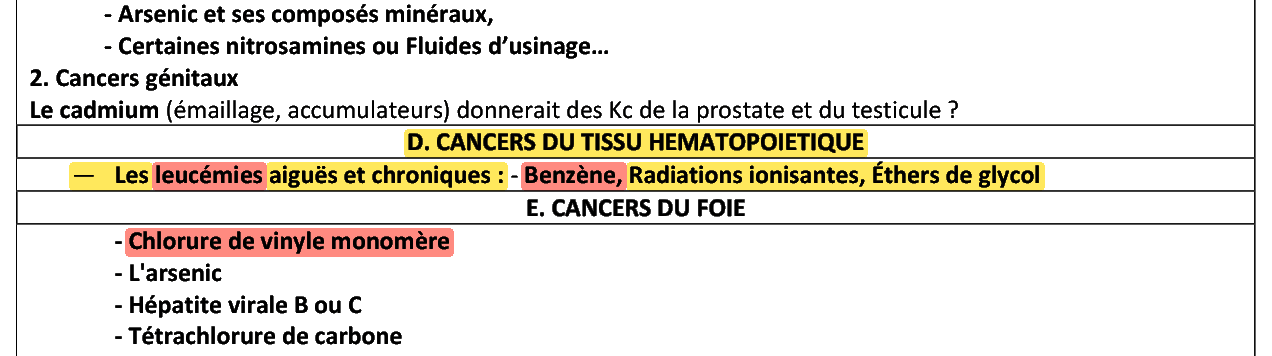 - Arsenic et ses composés minéraux,
- Certaines nitrosamines ou Fluides d’usinage…
2. Cancers génitaux
Le cadmium (émaillage, accumulateurs) donnerait des Kc de la prostate et du testicule ?
D. CANCERS DU TISSU HEMATOPOIETIQUE
— Les leucémies aiguës et chroniques : - Benzène, Radiations ionisantes, Éthers de glycol
E. CANCERS DU FOIE
- Chlorure de vinyle monomère
- L'arsenic
- Hépatite virale B ou C
- Tétrachlorure de carbone